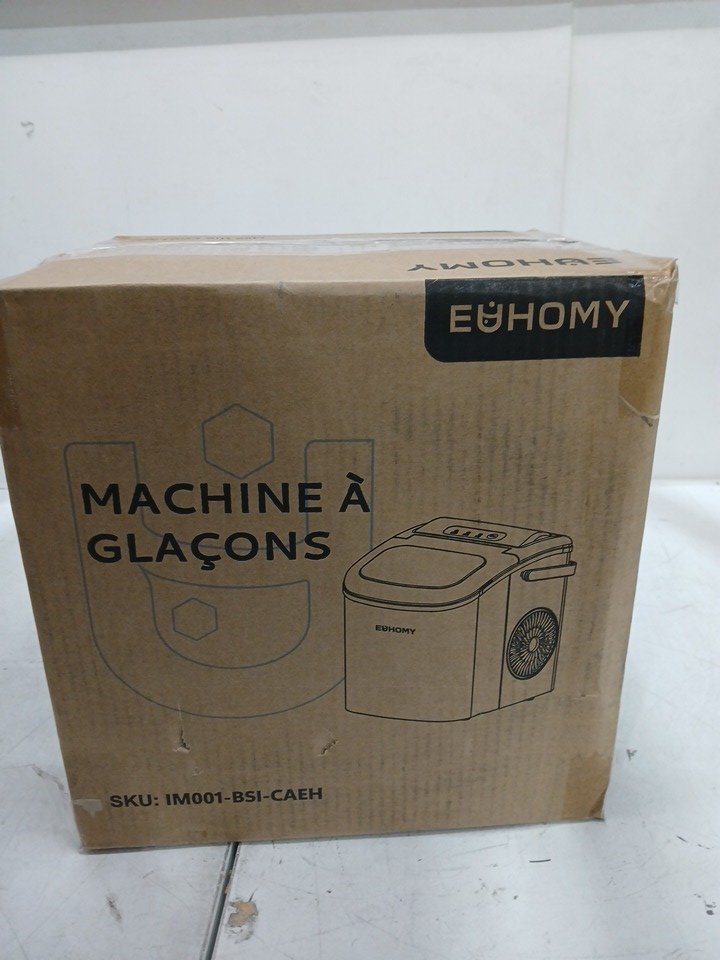 EUHOMY
EUHOMY
MACHINE À
GLAÇONS
EUHOMY
SKU: IM001-BSI-CAEH